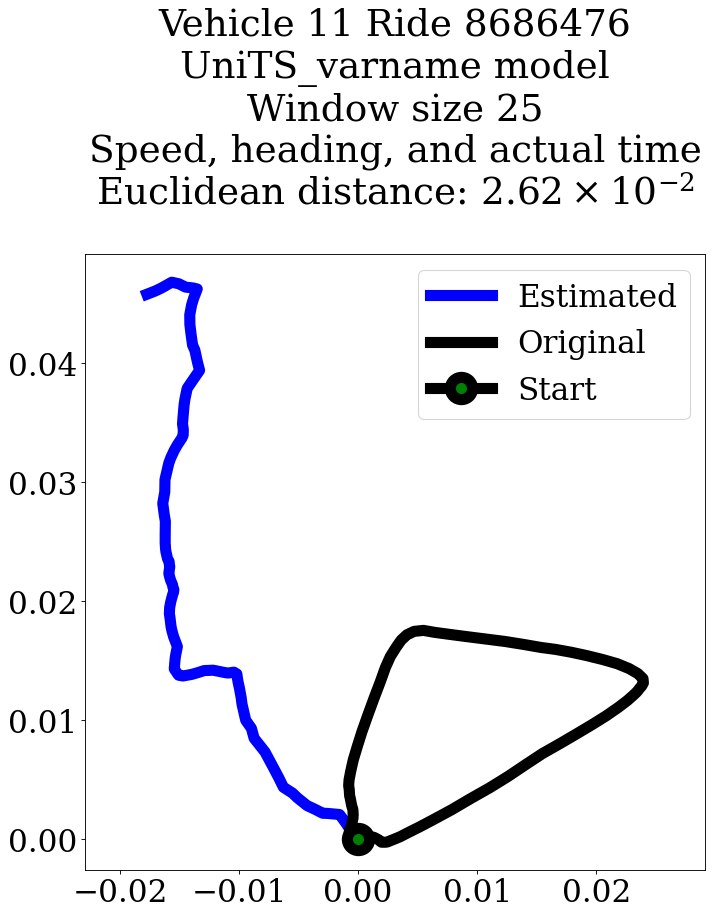 Vehicle 11 Ride 8686476
UniTS_varname model
Window size 25
Speed, heading, and actual time
Euclidean distance: 2.62 × 10⁻²
Estimated
Original
Start
0.04
0.03
0.02
0.01
0.00
−0.02 −0.01 0.00 0.01 0.02